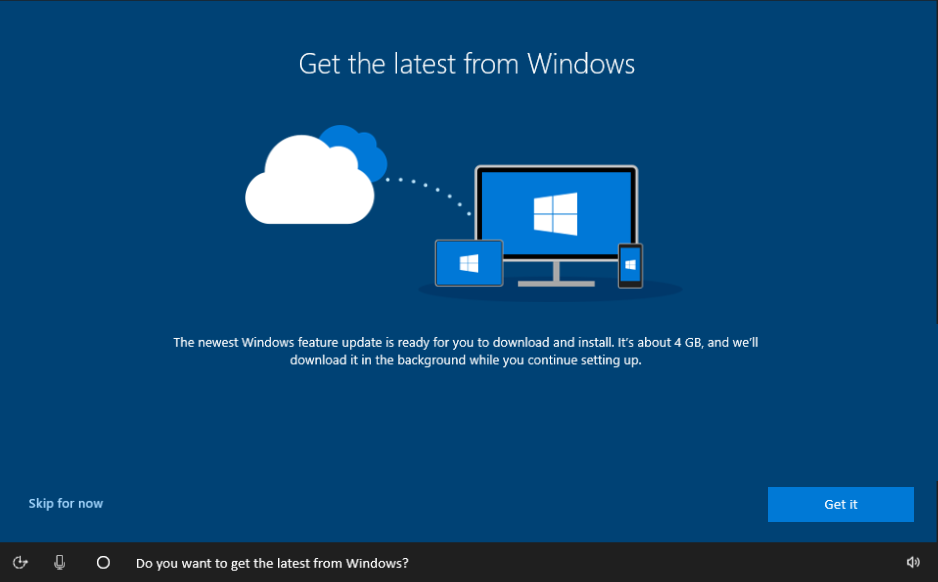 Get the latest from Windows
The newest Windows feature update is ready for you to download and install. It's about 4 GB, and we'll
download it in the background while you continue setting up.
Skip for now
Get it
Do you want to get the latest from Windows?